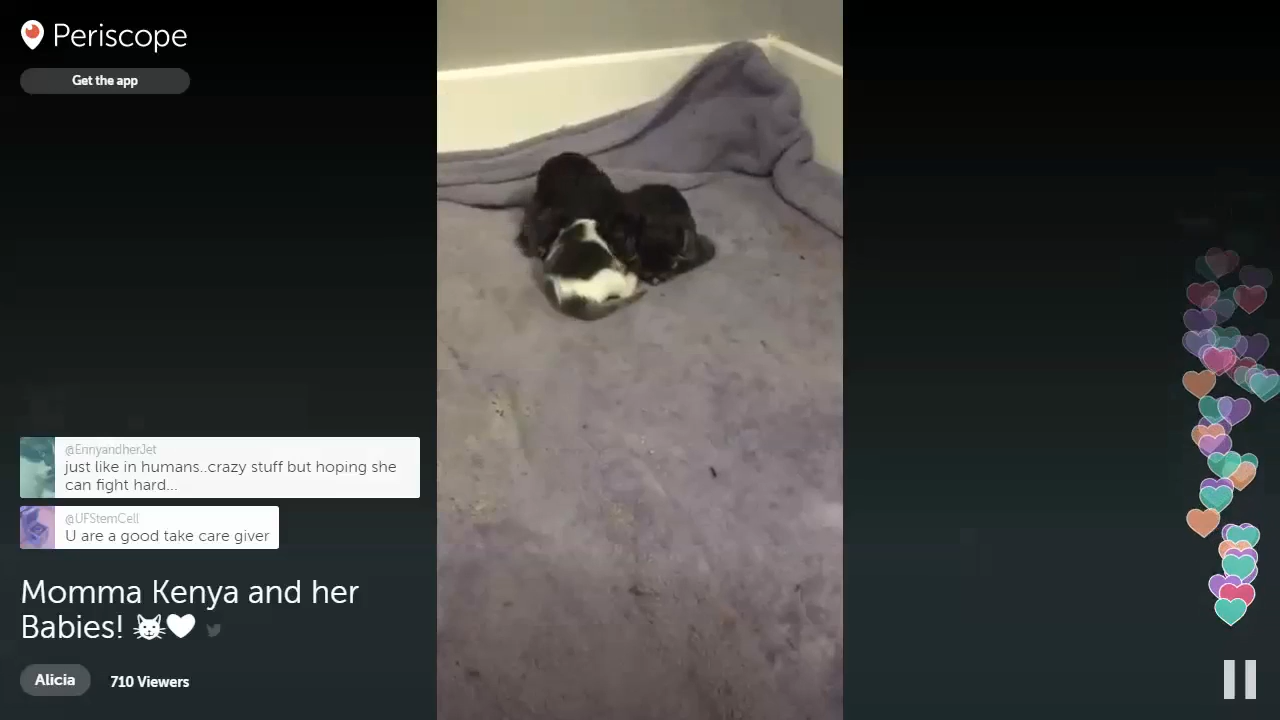 Periscope
Get the app
@EnnyandherJet
just like in humans..crazy stuff but hoping she
can fight hard...
@UFStemCell
U are a good take care giver
Momma Kenya and her
Babies! 🐱🤍
Alicia
710 Viewers